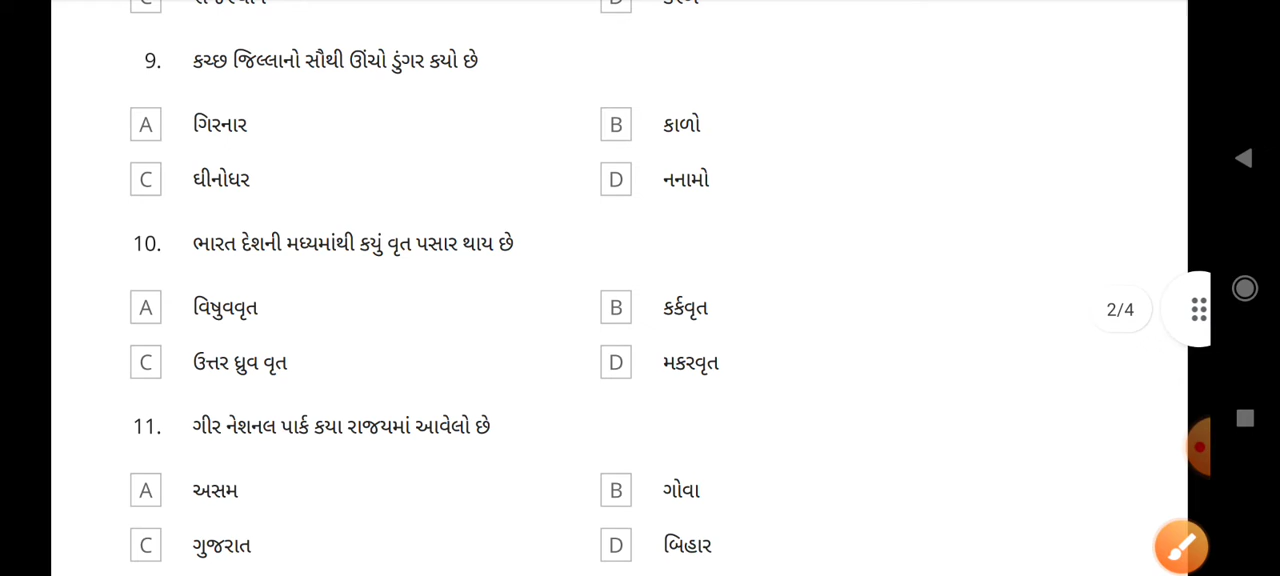 9. કચ્છ જિલ્લાનો સૌથી ઊંચો ડુંગર કયો છે
A ગિરનાર B કાળો
C ઘીનોધર D નનામો
10. ભારત દેશની મધ્યમાંથી કયું વૃત પસાર થાય છે
A વિષુવવૃત B કર્કવૃત
2/4
C ઉત્તર ધ્રુવ વૃત D મકરવૃત
11. ગીર નેશનલ પાર્ક કયા રાજયમાં આવેલો છે
A અસમ B ગોવા
C ગુજરાત D બિહાર